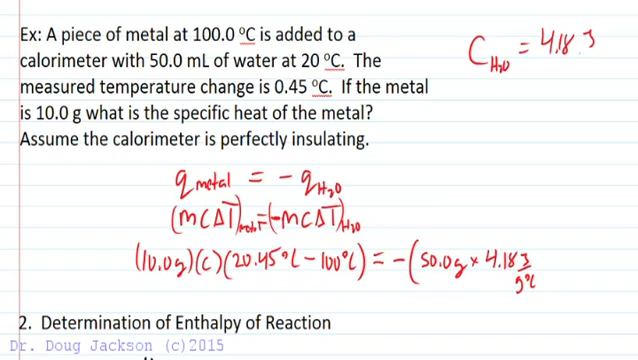 Ex: A piece of metal at 100.0 ºC is added to a
calorimeter with 50.0 mL of water at 20 ºC. The
measured temperature change is 0.45 ºC. If the metal
is 10.0 g what is the specific heat of the metal?
Assume the calorimeter is perfectly insulating.
C H₂O = 4.18 J
q metal = - q H₂O
(mCΔT)metal = (-mCΔT)H₂O
(10.0g)(C)(20.45°C - 100°C) = -(50.0g × 4.18 J/g°C
2. Determination of Enthalpy of Reaction
Dr. Doug Jackson (c)2015